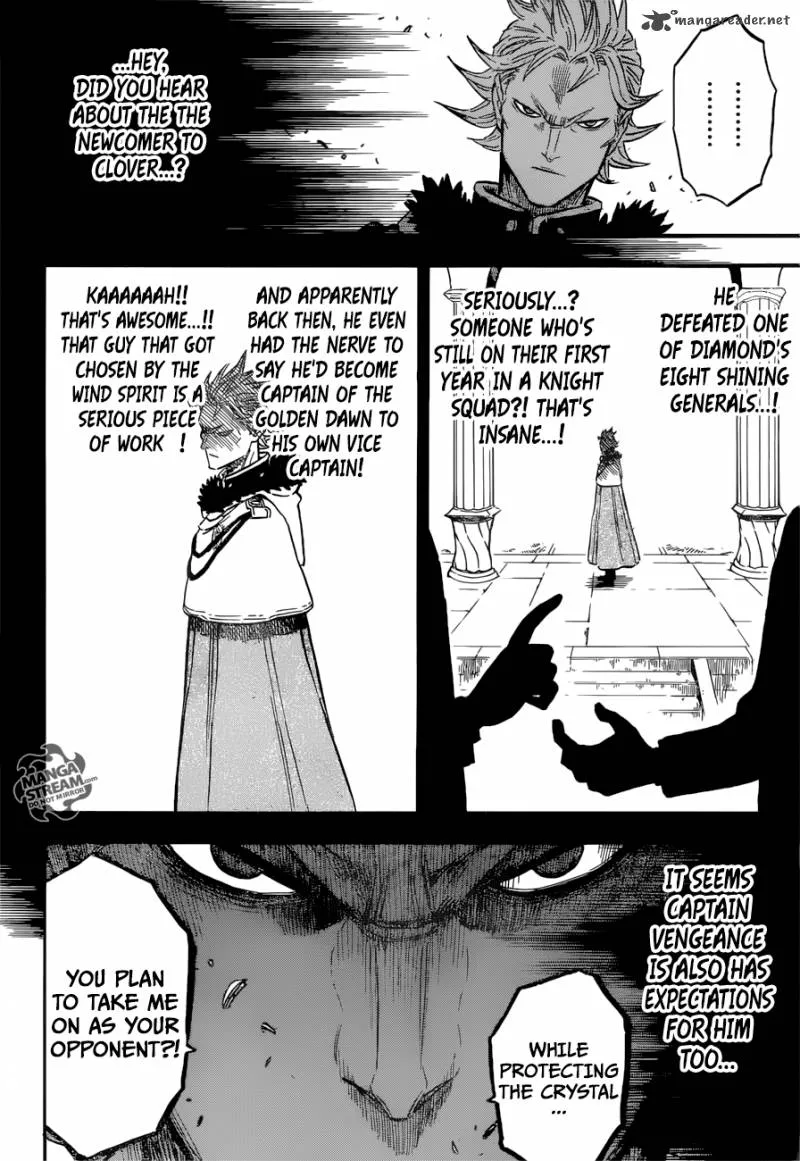 mangareader.net
...HEY,
DID YOU HEAR
ABOUT THE THE
NEWCOMER TO
CLOVER...?
HE
DEFEATED ONE
OF DIAMOND'S
EIGHT SHINING
GENERALS...!
SERIOUSLY...?
SOMEONE WHO'S
STILL ON THEIR FIRST
YEAR IN A KNIGHT
SQUAD?! THAT'S
INSANE...!
AND APPARENTLY
BACK THEN, HE EVEN
HAD THE NERVE TO
SAY HE'D BECOME
CAPTAIN OF THE
GOLDEN DAWN TO
HIS OWN VICE
CAPTAIN!
KAAAAAAH!!
THAT'S AWESOME...!!
THAT GUY THAT GOT
CHOSEN BY THE
WIND SPIRIT IS A
SERIOUS PIECE
OF WORK !
MANGA
STREAM.com
DO NOT MIRROR
IT SEEMS
CAPTAIN
VENGEANCE
IS ALSO HAS
EXPECTATIONS
FOR HIM
TOO...
WHILE
PROTECTING
THE CRYSTAL
...
YOU PLAN
TO TAKE ME
ON AS YOUR
OPPONENT?!